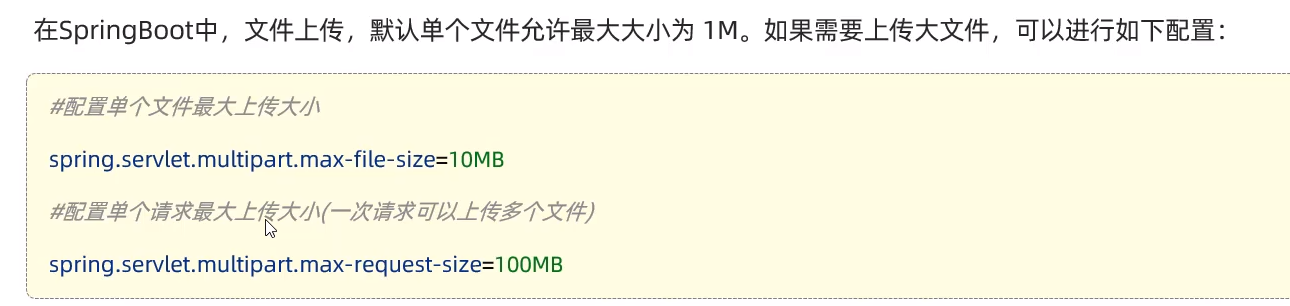 在SpringBoot中，文件上传，默认单个文件允许最大大小为 1M。如果需要上传大文件，可以进行如下配置：
#配置单个文件最大上传大小
spring.servlet.multipart.max-file-size=10MB
#配置单个请求最大上传大小(一次请求可以上传多个文件)
spring.servlet.multipart.max-request-size=100MB